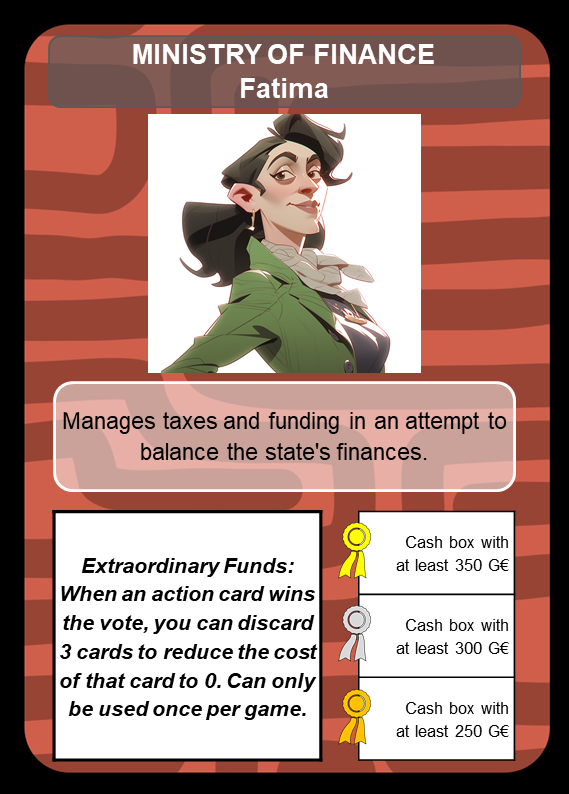 MINISTRY OF FINANCE
Fatima
Manages taxes and funding in an attempt to
balance the state's finances.
Extraordinary Funds:
When an action card wins
the vote, you can discard
3 cards to reduce the cost
of that card to 0. Can only
be used once per game.
Cash box with
at least 350 G€
Cash box with
at least 300 G€
Cash box with
at least 250 G€